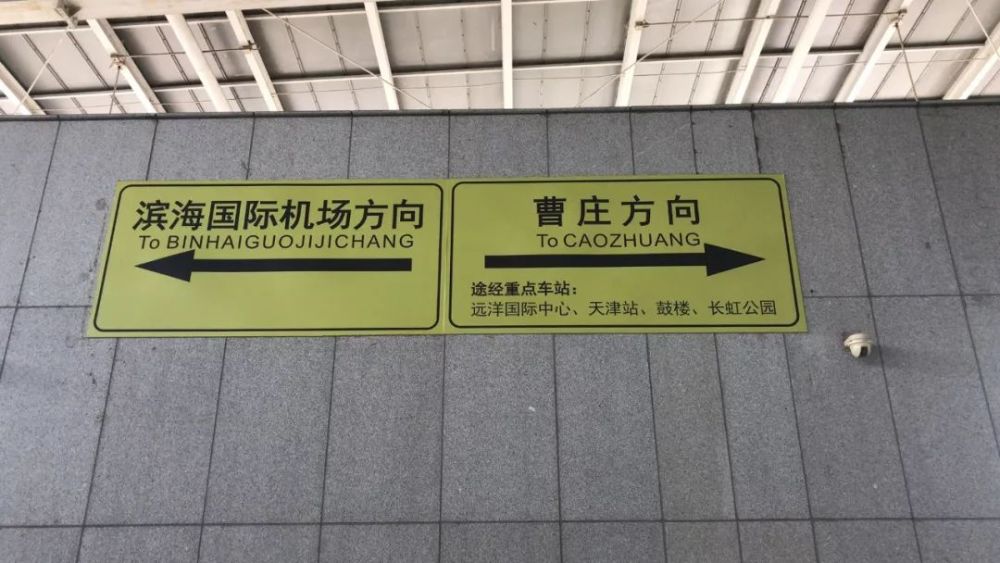 滨海国际机场方向
To BINHAIGUOJIJICHANG
曹庄方向
To CAOZHUANG
途经重点车站：
远洋国际中心、天津站、鼓楼、长虹公园